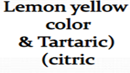 Lemon yellow
color
& Tartaric)
(citric